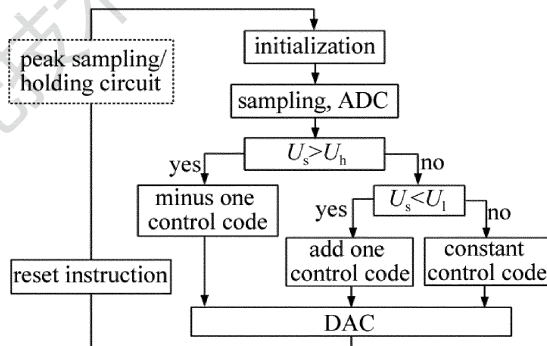 initialization
peak sampling/
holding circuit
sampling, ADC
Us>Uh
yes
no
Us<Ul
minus one
control code
yes
no
add one
control code
constant
control code
reset instruction
DAC